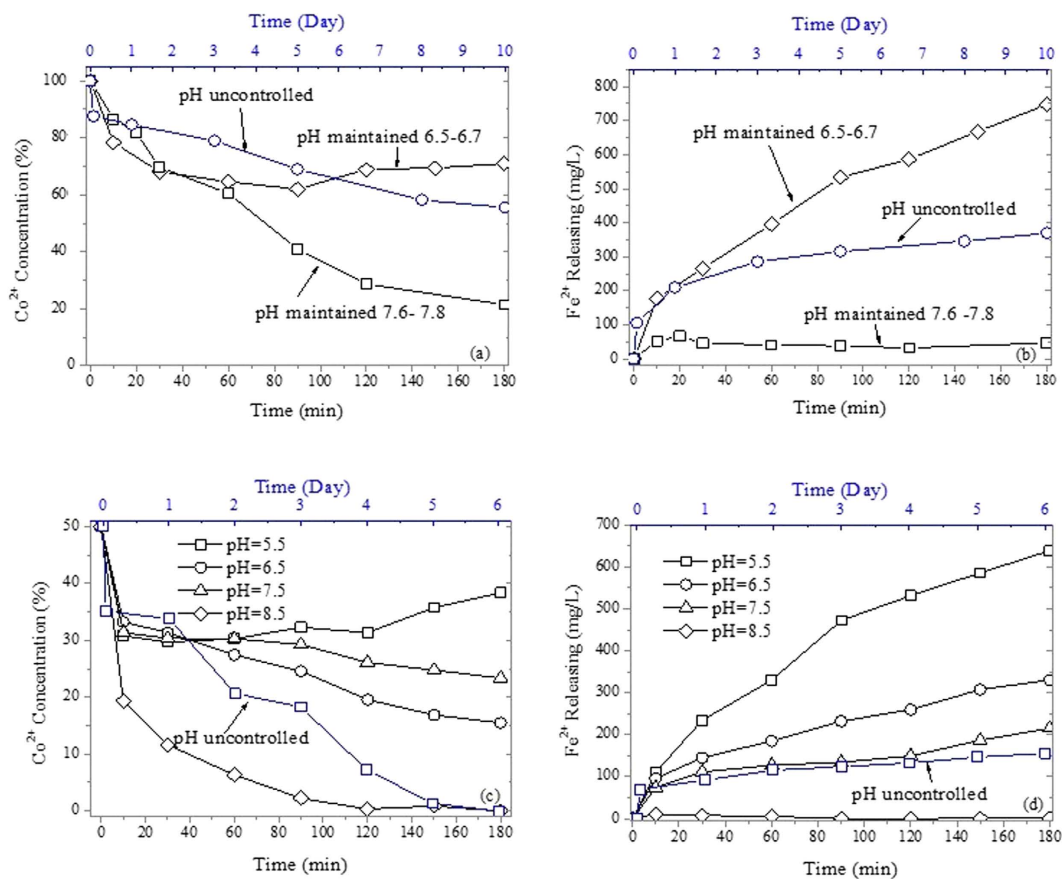 Time (Day)
0 1 2 3 4 5 6 7 8 9 10
100
80
60
40
20
0
Co²⁺ Concentration (%)
pH uncontrolled
pH maintained 6.5-6.7
pH maintained 7.6- 7.8
(a)
0 20 40 60 80 100 120 140 160 180
Time (min)
Time (Day)
0 1 2 3 4 5 6 7 8 9 10
800
700
600
500
400
300
200
100
0
Fe²⁺ Releasing (mg/L)
pH maintained 6.5-6.7
pH uncontrolled
pH maintained 7.6 -7.8
(b)
0 20 40 60 80 100 120 140 160 180
Time (min)
Time (Day)
0 1 2 3 4 5 6
50
40
30
20
10
0
Co²⁺ Concentration (%)
pH=5.5
pH=6.5
pH=7.5
pH=8.5
pH uncontrolled
(c)
0 20 40 60 80 100 120 140 160 180
Time (min)
Time (Day)
0 1 2 3 4 5 6
700
600
500
400
300
200
100
0
Fe²⁺ Releasing (mg/L)
pH=5.5
pH=6.5
pH=7.5
pH=8.5
pH uncontrolled
(d)
0 20 40 60 80 100 120 140 160 180
Time (min)